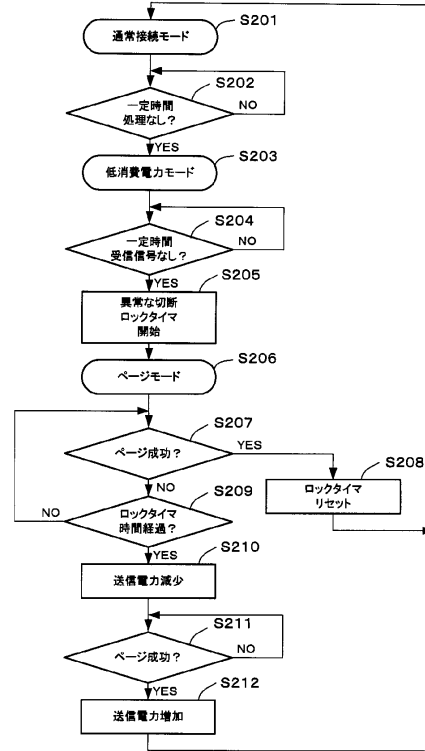 通常接続モード
S201
S202
一定時間
処理なし?
NO
YES
低消費電力モード
S203
S204
一定時間
受信信号なし?
NO
YES
S205
異常な切断
ロックタイマ
開始
ページモード
S206
S207
ページ成功?
YES
NO
S208
ロックタイマ
リセット
S209
ロックタイマ
時間経過?
NO
YES
S210
送信電力減少
S211
ページ成功?
NO
YES
S212
送信電力増加